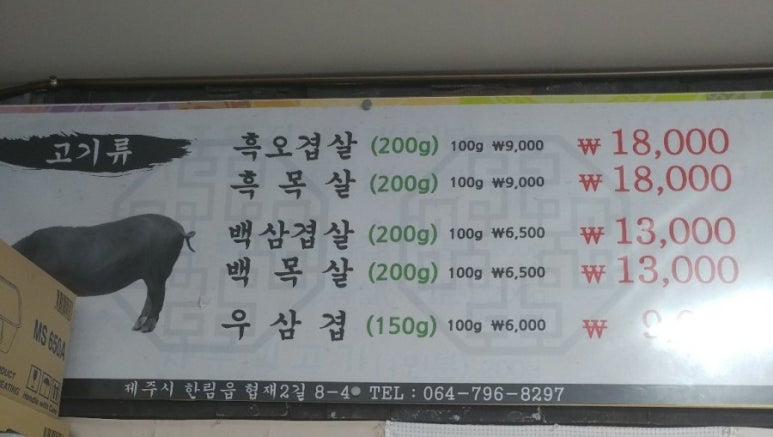 고기류
흑오겹살 (200g) 100g ₩9,000 ₩ 18,000
흑목살 (200g) 100g ₩9,000 ₩ 18,000
백삼겹살 (200g) 100g ₩6,500 ₩ 13,000
백목살 (200g) 100g ₩6,500 ₩ 13,000
우삼겹 (150g) 100g ₩6,000 ₩
제주시 한림읍 협재2길 8-4 TEL : 064-796-8297
MS 650A